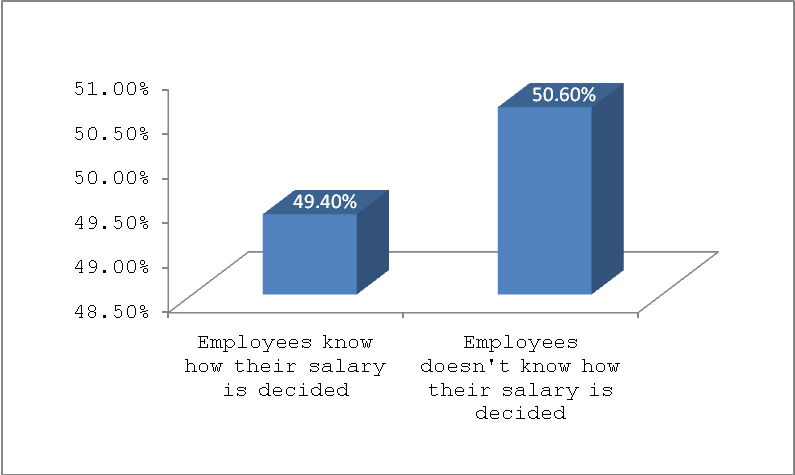 51.00%
50.50%
50.00%
49.50%
49.00%
48.50%
49.40%
50.60%
Employees know
how their salary
is decided
Employees
doesn't know how
their salary is
decided